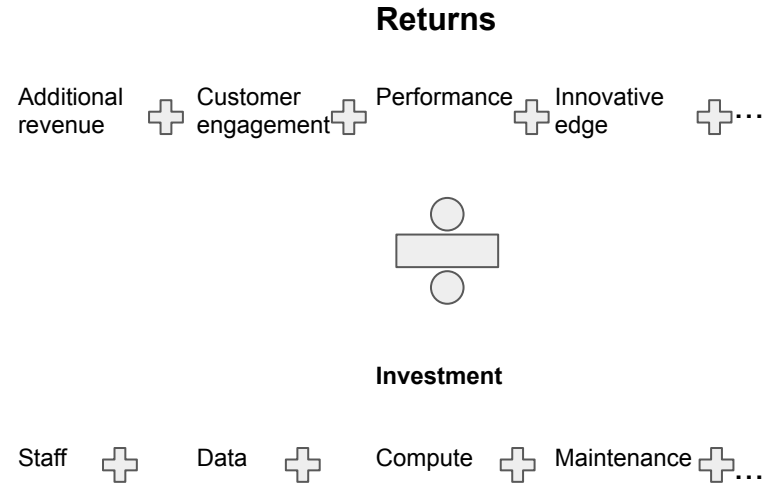 Returns
Additional
revenue
Customer
engagement
Performance
Innovative
edge
...
Investment
Staff
Data
Compute
Maintenance
...